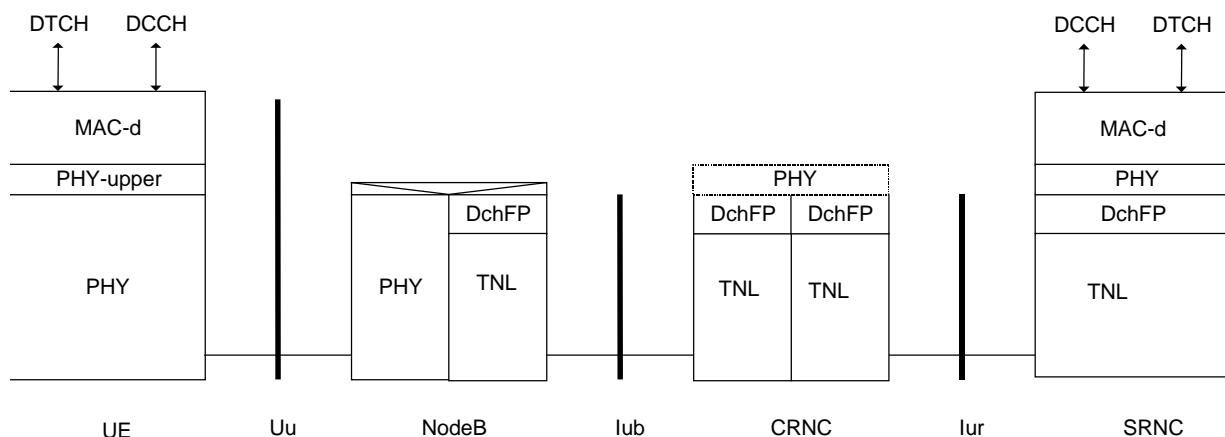 DTCH DCCH DCCH DTCH
MAC-d MAC-d
PHY-upper PHY PHY
DchFP DchFP DchFP DchFP
PHY PHY TNL TNL TNL TNL
UE Uu NodeB Iub CRNC Iur SRNC